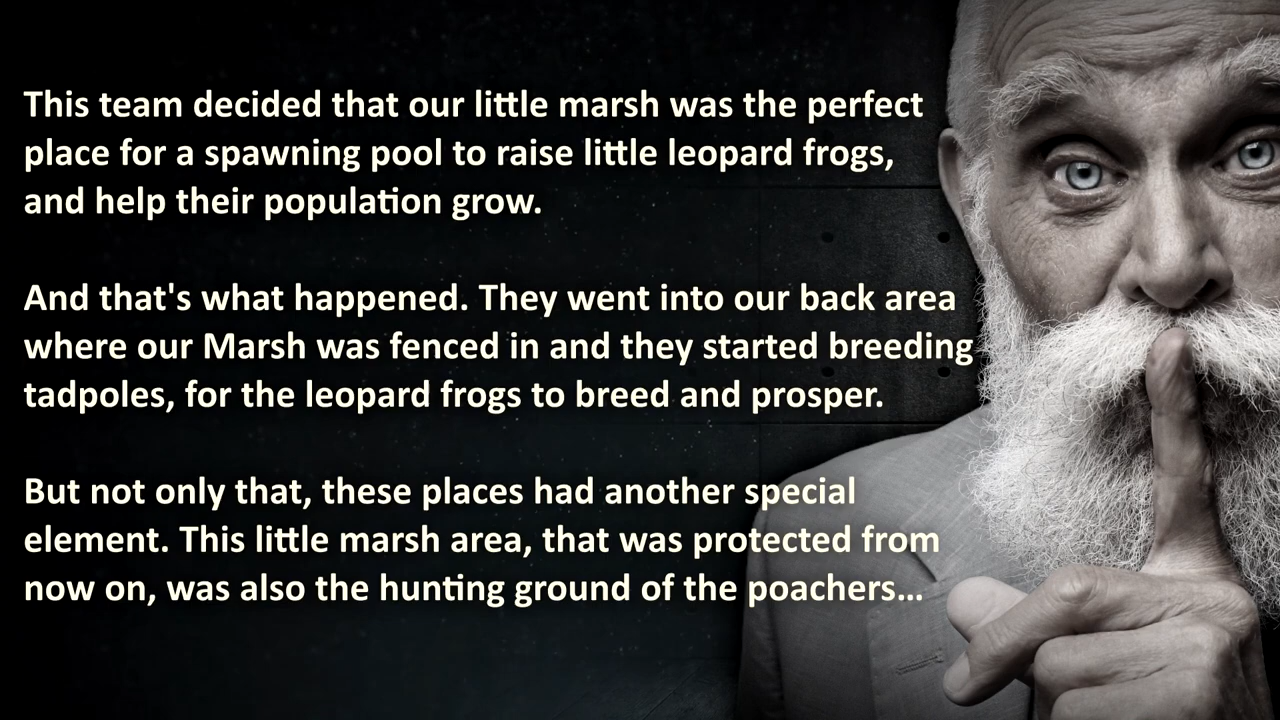 This team decided that our little marsh was the perfect
place for a spawning pool to raise little leopard frogs,
and help their population grow.
And that's what happened. They went into our back area
where our Marsh was fenced in and they started breeding
tadpoles, for the leopard frogs to breed and prosper.
But not only that, these places had another special
element. This little marsh area, that was protected from
now on, was also the hunting ground of the poachers…